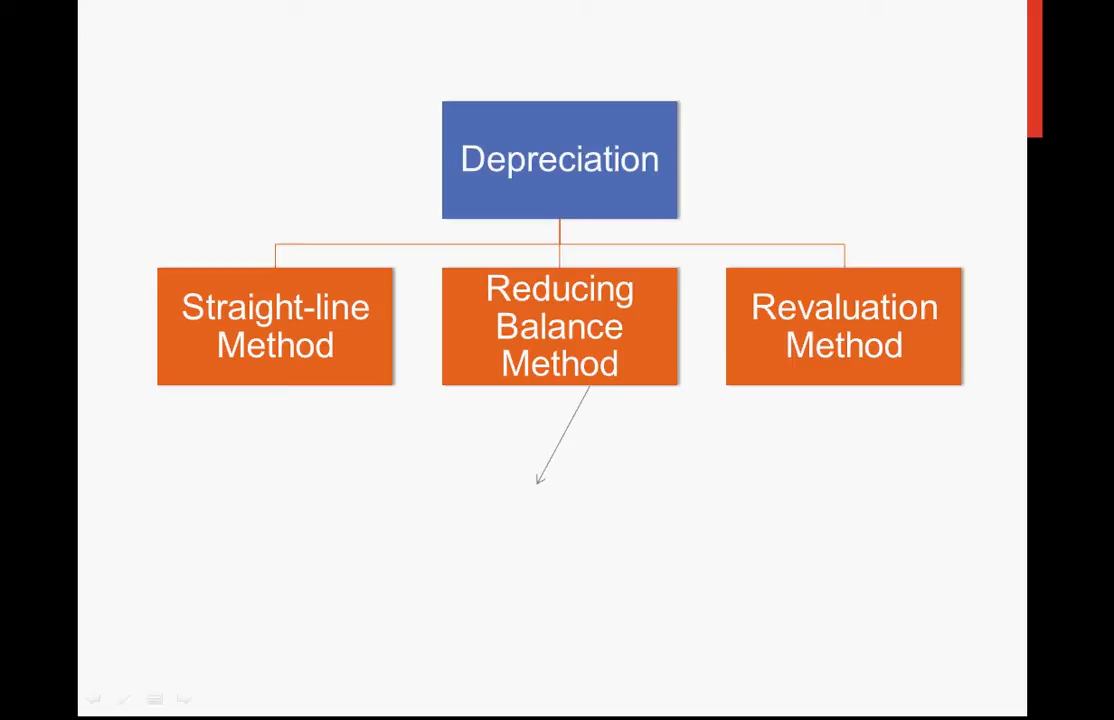 Depreciation
Straight-line
Method
Reducing
Balance
Method
Revaluation
Method